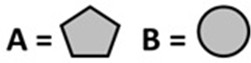 A = B =